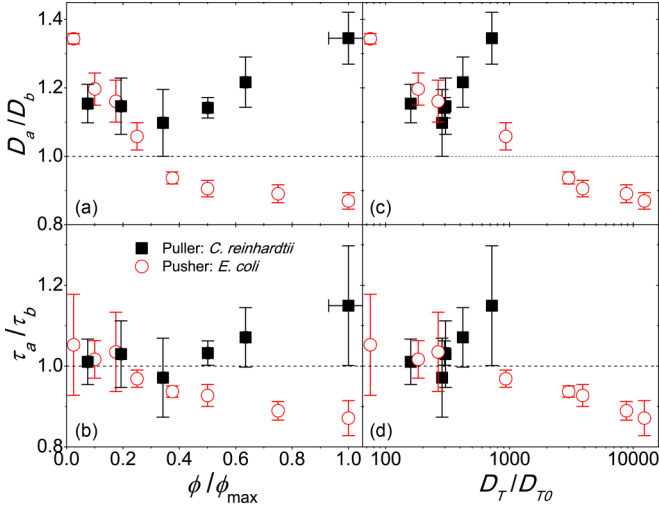 1.4
1.2
1.0
0.8
D_a/D_b
(a)
(c)
1.2
1.0
0.8
τ_a/τ_b
Puller: C. reinhardtii
Pusher: E. coli
(b)
(d)
0.0 0.2 0.4 0.6 0.8 1.0
100 1000 10000
ϕ/ϕ_max
D_T/D_T0